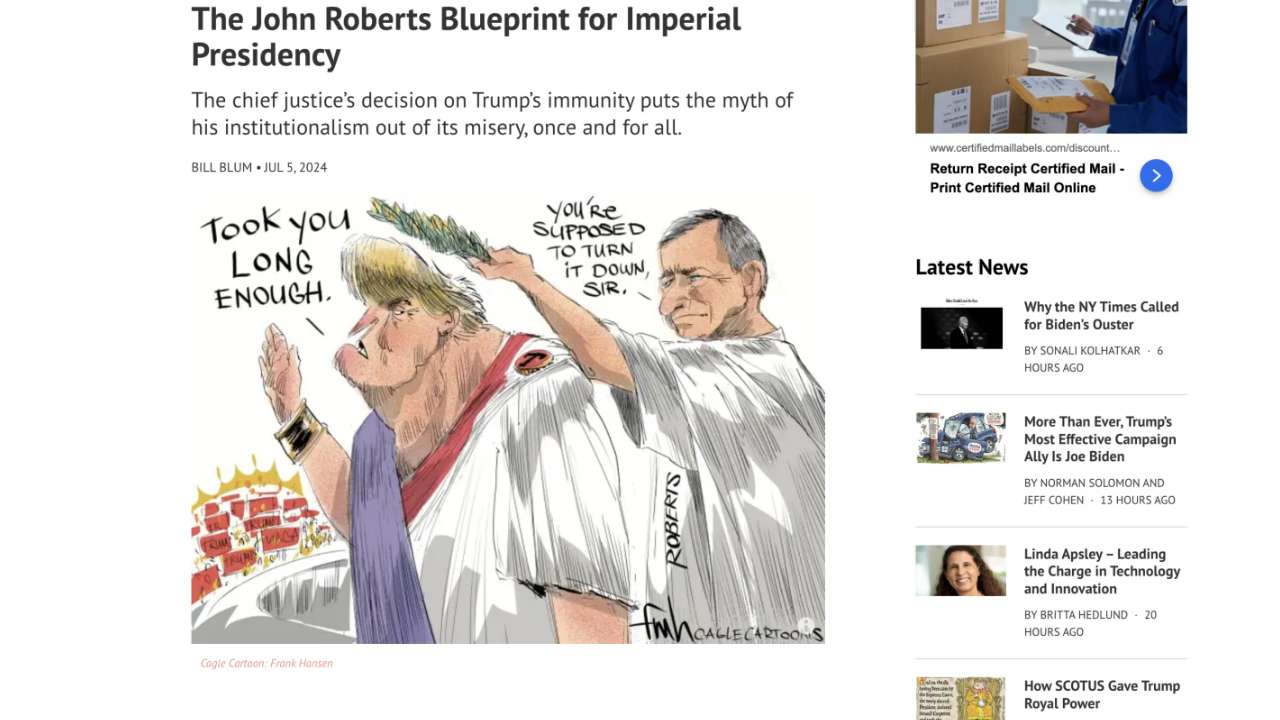 The John Roberts Blueprint for Imperial
Presidency
The chief justice's decision on Trump's immunity puts the myth of
his institutionalism out of its misery, once and for all.
BILL BLUM • JUL 5, 2024
TOOK YOU
LONG
ENOUGH.
YOU'RE
SUPPOSED
TO TURN
iT DOWN,
SIR.
ROBERTS
TRUMP
MAGA
TRUMP
fmh CAGLECARTOONS
Cagle Cartoon: Frank Hansen
www.certifiedmaillabels.com/discount...
Return Receipt Certified Mail -
Print Certified Mail Online
Latest News
Why the NY Times Called
for Biden's Ouster
BY SONALI KOLHATKAR · 6
HOURS AGO
More Than Ever, Trump's
Most Effective Campaign
Ally Is Joe Biden
BY NORMAN SOLOMON AND
JEFF COHEN · 13 HOURS AGO
Linda Apsley – Leading
the Charge in Technology
and Innovation
BY BRITTA HEDLUND · 20
HOURS AGO
How SCOTUS Gave Trump
Royal Power